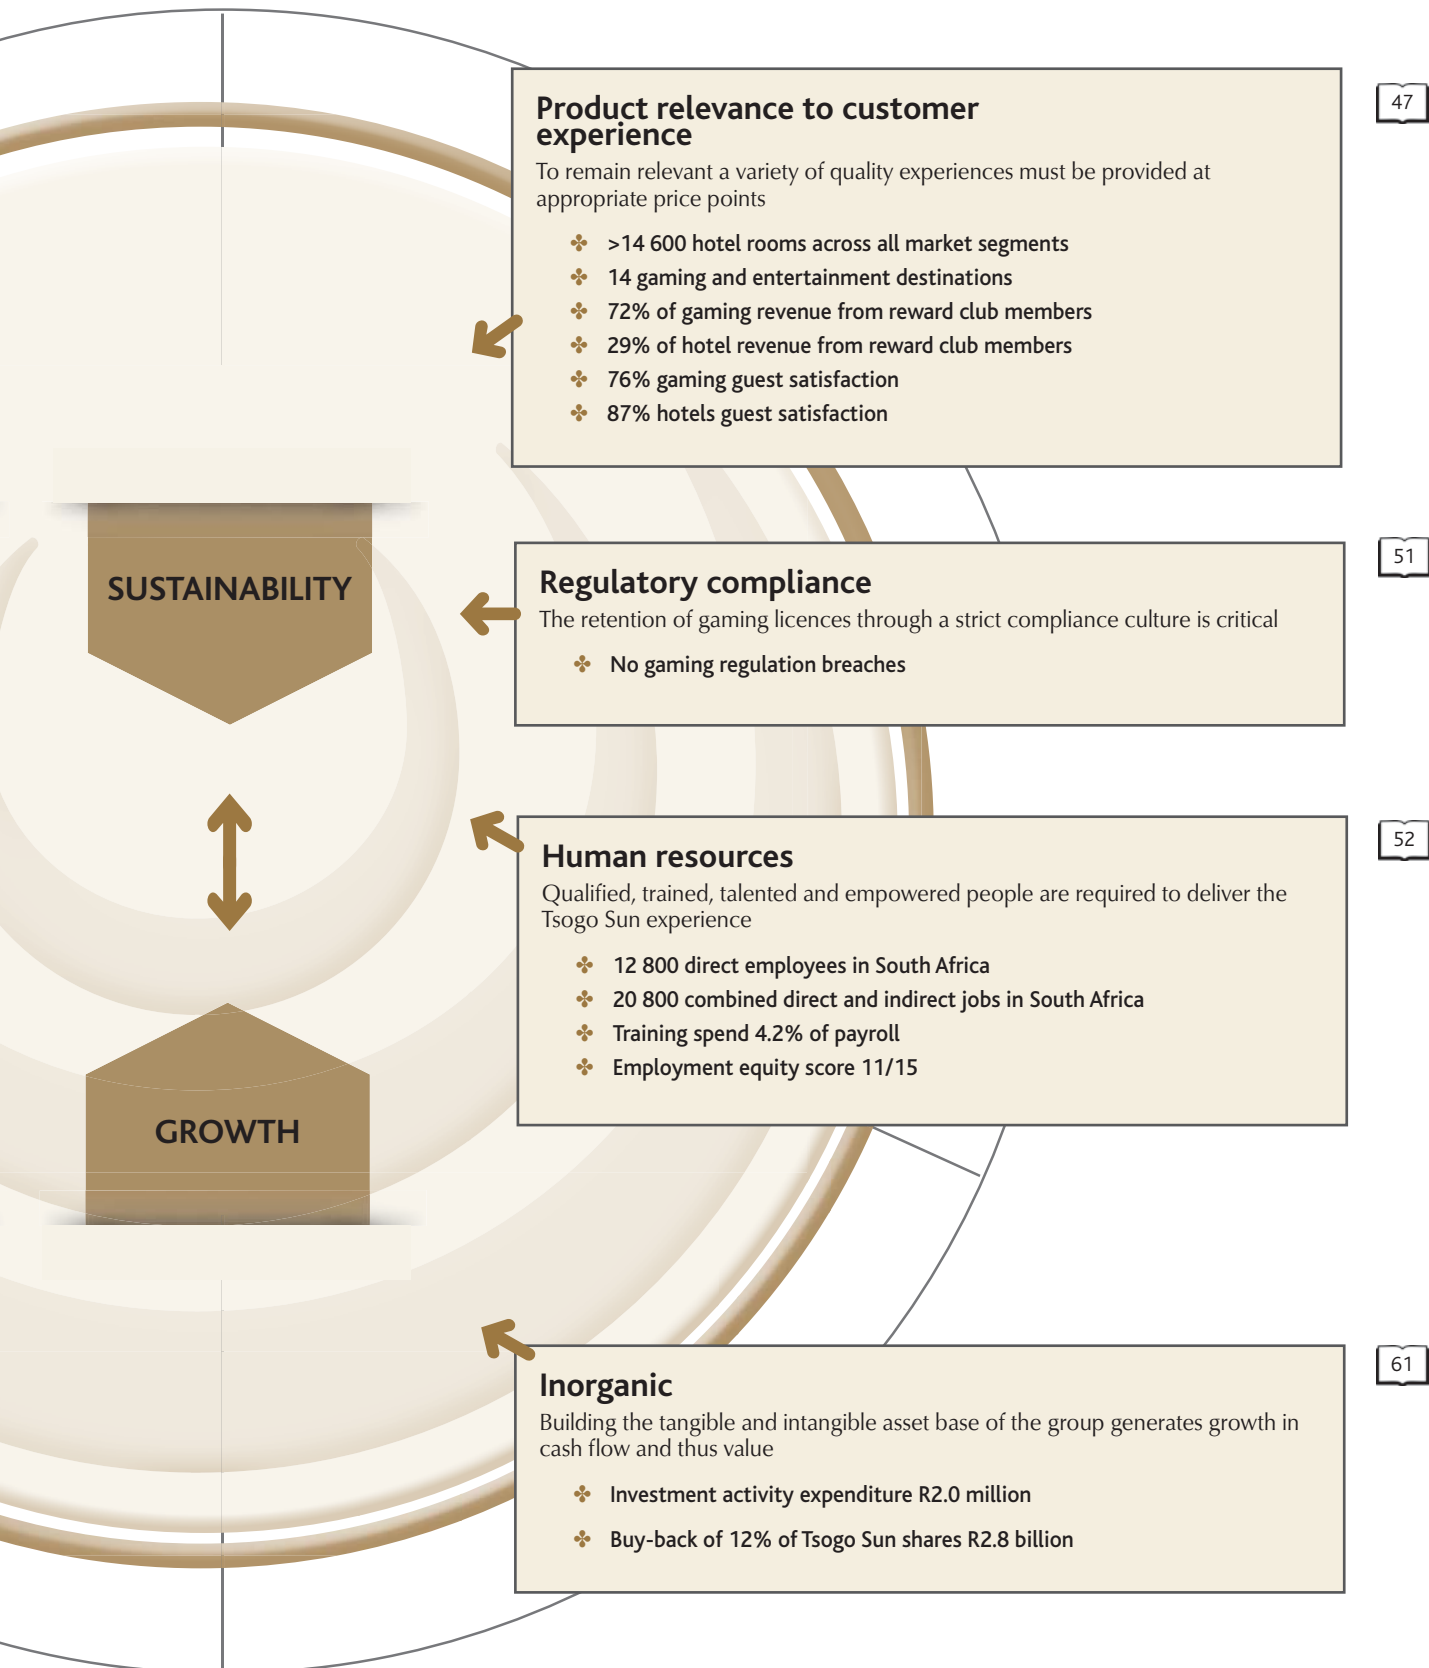 Product relevance to customer
experience
47
To remain relevant a variety of quality experiences must be provided at
appropriate price points
>14 600 hotel rooms across all market segments
14 gaming and entertainment destinations
72% of gaming revenue from reward club members
29% of hotel revenue from reward club members
76% gaming guest satisfaction
87% hotels guest satisfaction
SUSTAINABILITY
Regulatory compliance
51
The retention of gaming licences through a strict compliance culture is critical
No gaming regulation breaches
Human resources
52
Qualified, trained, talented and empowered people are required to deliver the
Tsogo Sun experience
12 800 direct employees in South Africa
20 800 combined direct and indirect jobs in South Africa
Training spend 4.2% of payroll
Employment equity score 11/15
GROWTH
Inorganic
61
Building the tangible and intangible asset base of the group generates growth in
cash flow and thus value
Investment activity expenditure R2.0 million
Buy-back of 12% of Tsogo Sun shares R2.8 billion